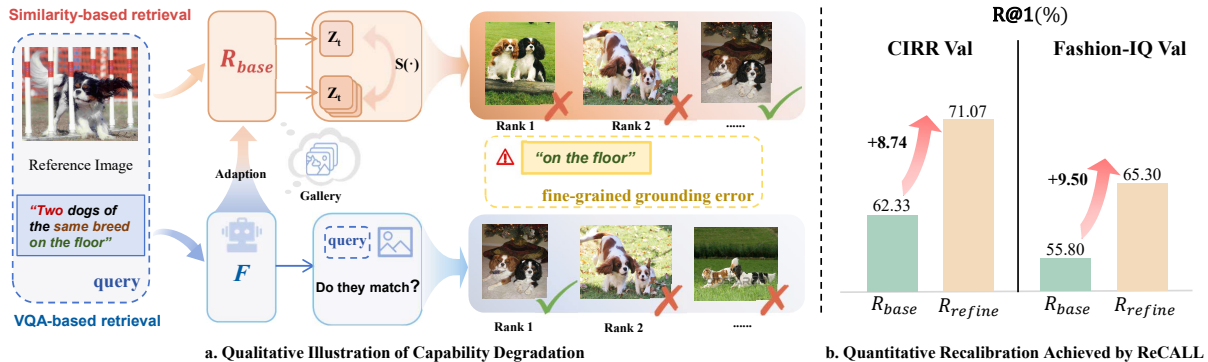 Similarity-based retrieval
Reference Image
“Two dogs of
the same breed
on the floor”
query
VQA-based retrieval
R_base
Adaption
F
Z_t
Z_t
S(·)
Gallery
query
Do they match?
Rank 1
Rank 2
......
“on the floor”
fine-grained grounding error
Rank 1
Rank 2
......
a. Qualitative Illustration of Capability Degradation
R@1(%)
CIRR Val
Fashion-IQ Val
71.07
+8.74
62.33
65.30
+9.50
55.80
R_base
R_refine
R_base
R_refine
b. Quantitative Recalibration Achieved by ReCALL